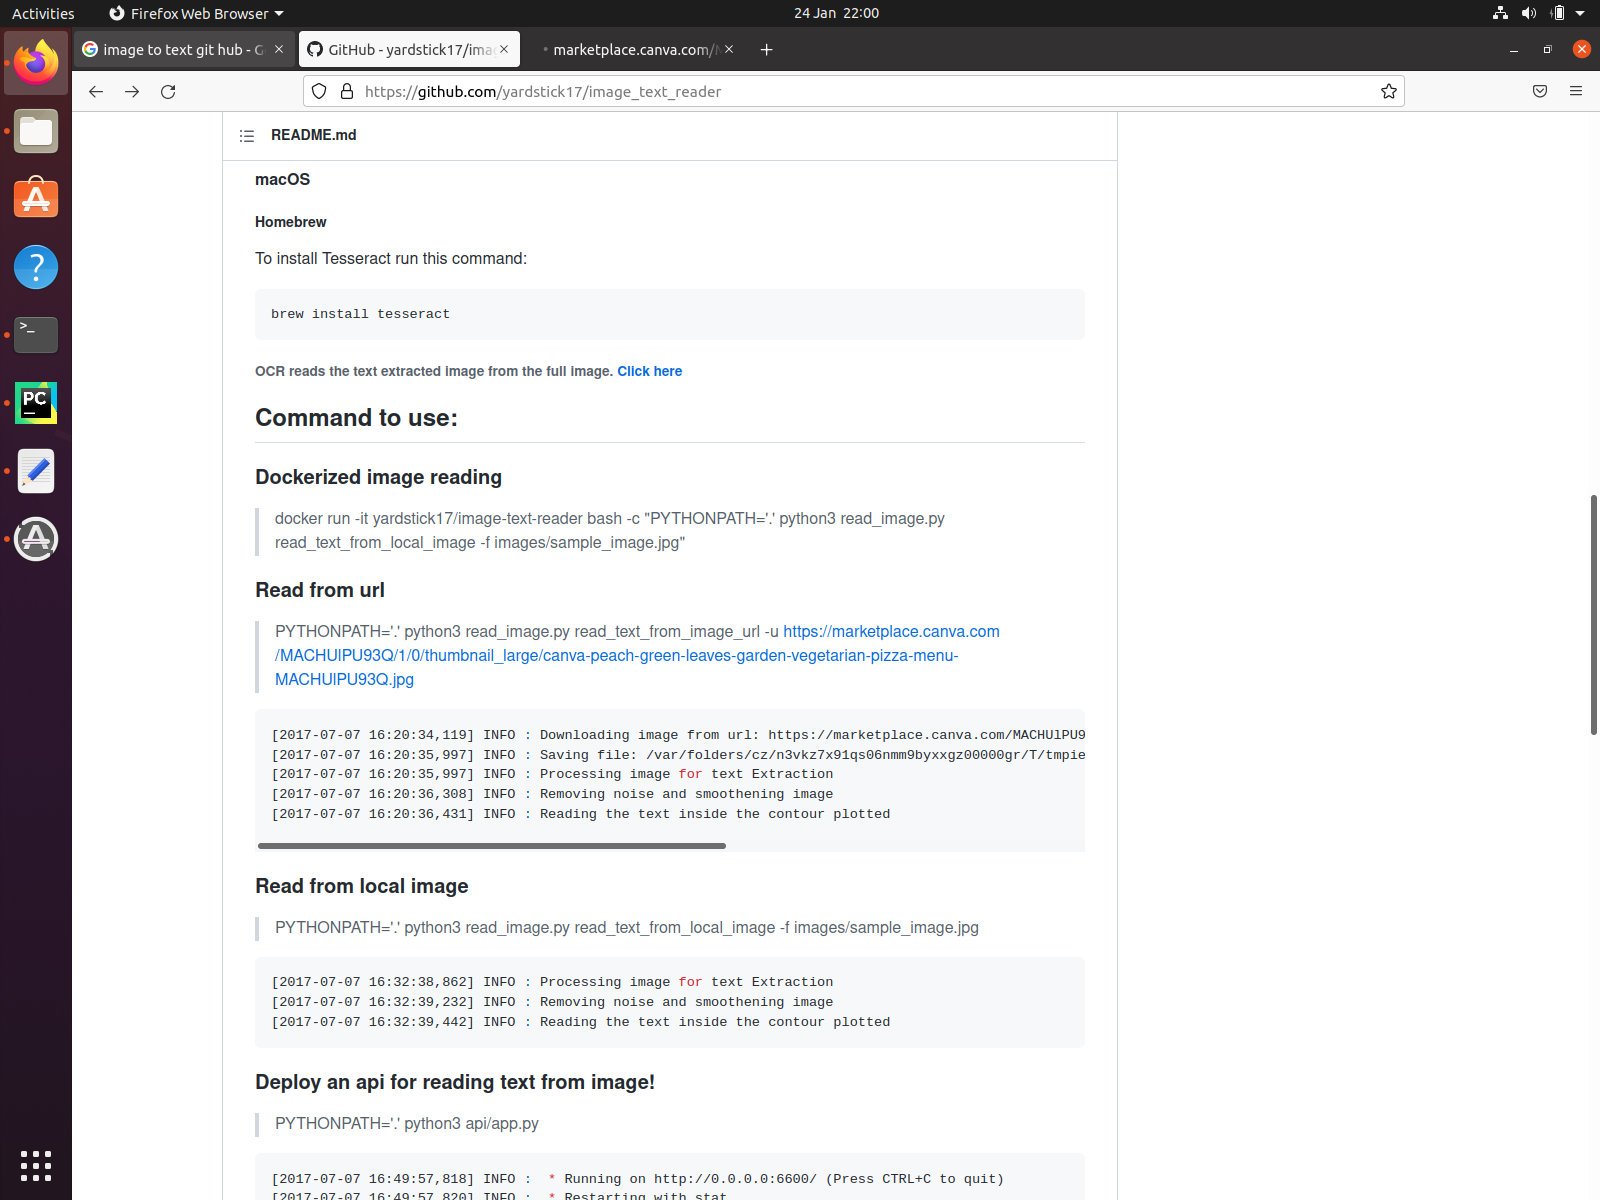 Activities
Firefox Web Browser
24 Jan 22:00
image to text git hub - G
GitHub - yardstick17/imag
marketplace.canva.com/M
https://github.com/yardstick17/image_text_reader
README.md
macOS
Homebrew
To install Tesseract run this command:
brew install tesseract
OCR reads the text extracted image from the full image. Click here
Command to use:
Dockerized image reading
docker run -it yardstick17/image-text-reader bash -c "PYTHONPATH='.' python3 read_image.py
read_text_from_local_image -f images/sample_image.jpg"
Read from url
PYTHONPATH='.' python3 read_image.py read_text_from_image_url -u https://marketplace.canva.com
/MACHUlPU93Q/1/0/thumbnail_large/canva-peach-green-leaves-garden-vegetarian-pizza-menu-
MACHUlPU93Q.jpg
[2017-07-07 16:20:34,119] INFO : Downloading image from url: https://marketplace.canva.com/MACHUlPU9
[2017-07-07 16:20:35,997] INFO : Saving file: /var/folders/cz/n3vkz7x91qs06nmm9byxxgz00000gr/T/tmpie
[2017-07-07 16:20:35,997] INFO : Processing image for text Extraction
[2017-07-07 16:20:36,308] INFO : Removing noise and smoothening image
[2017-07-07 16:20:36,431] INFO : Reading the text inside the contour plotted
Read from local image
PYTHONPATH='.' python3 read_image.py read_text_from_local_image -f images/sample_image.jpg
[2017-07-07 16:32:38,862] INFO : Processing image for text Extraction
[2017-07-07 16:32:39,232] INFO : Removing noise and smoothening image
[2017-07-07 16:32:39,442] INFO : Reading the text inside the contour plotted
Deploy an api for reading text from image!
PYTHONPATH='.' python3 api/app.py
[2017-07-07 16:49:57,818] INFO :  * Running on http://0.0.0.0:6600/ (Press CTRL+C to quit)
[2017-07-07 16:49:57,820] INFO :  * Restarting with stat